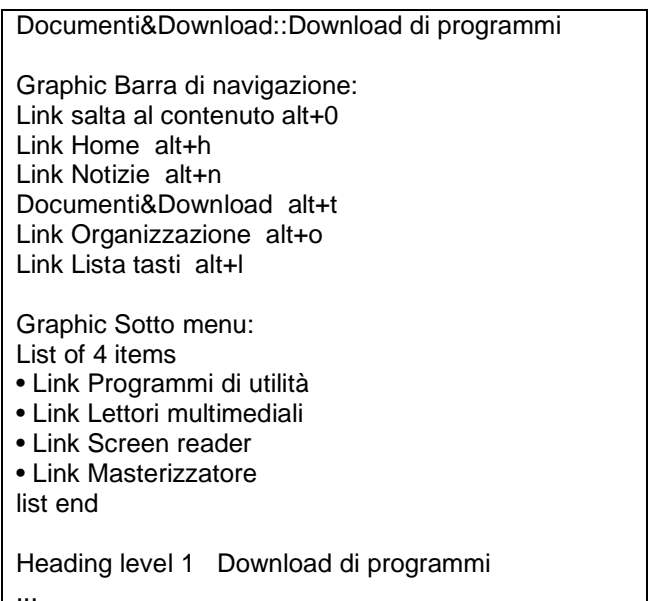 Documenti&Download::Download di programmi
Graphic Barra di navigazione:
Link salta al contenuto alt+0
Link Home  alt+h
Link Notizie  alt+n
Documenti&Download  alt+t
Link Organizzazione  alt+o
Link Lista tasti  alt+l
Graphic Sotto menu:
List of 4 items
• Link Programmi di utilità
• Link Lettori multimediali
• Link Screen reader
• Link Masterizzatore
list end
Heading level 1   Download di programmi
...